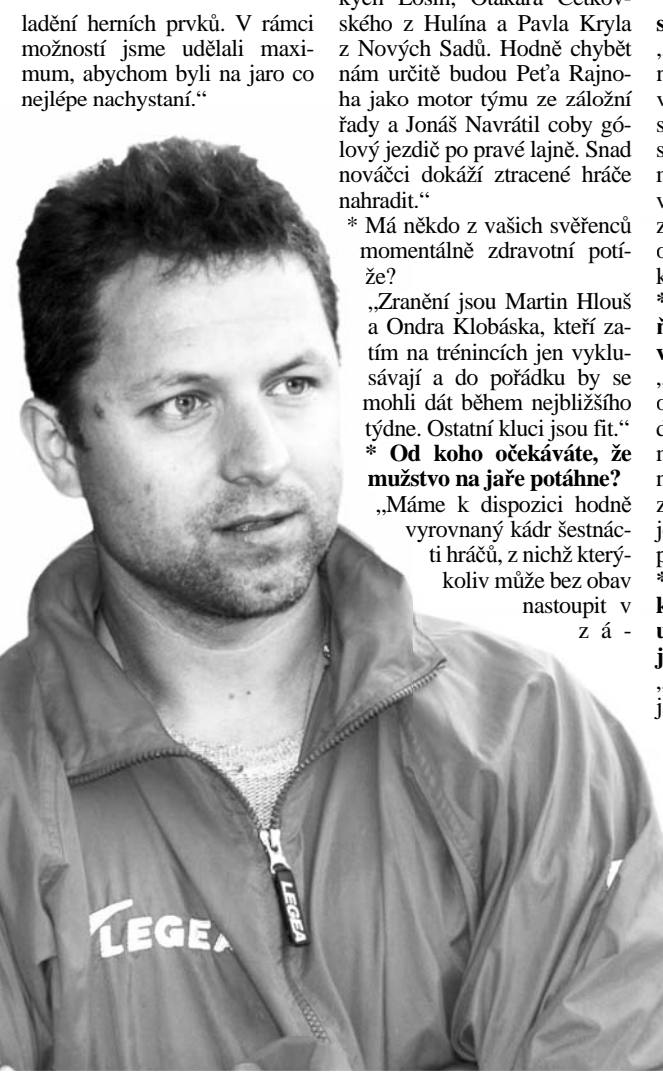 ladění herních prvků. V rámci
možností jsme udělali maxi-
mum, abychom byli na jaro co
nejlépe nachystaní.“
kých Lošin, Otakara Cetkov-
ského z Hulína a Pavla Kryla
z Nových Sadů. Hodně chybět
nám určitě budou Peťa Rajno-
ha jako motor týmu ze záložní
řady a Jonáš Navrátil coby gó-
lový jezdič po pravé lajně. Snad
nováčci dokáží ztracené hráče
nahradit.“
* Má někdo z vašich svěřenců
momentálně zdravotní potí-
že?
„Zranění jsou Martin Hlouš
a Ondra Klobáska, kteří za-
tím na trénincích jen vyklu-
sávají a do pořádku by se
mohli dát během nejbližšího
týdne. Ostatní kluci jsou fit.“
* Od koho očekáváte, že
mužstvo na jaře potáhne?
„Máme k dispozici hodně
vyrovnaný kádr šestnác-
ti hráčů, z nichž který-
koliv může bez obav
nastoupit v
z á -
LEGEA
LEGEA